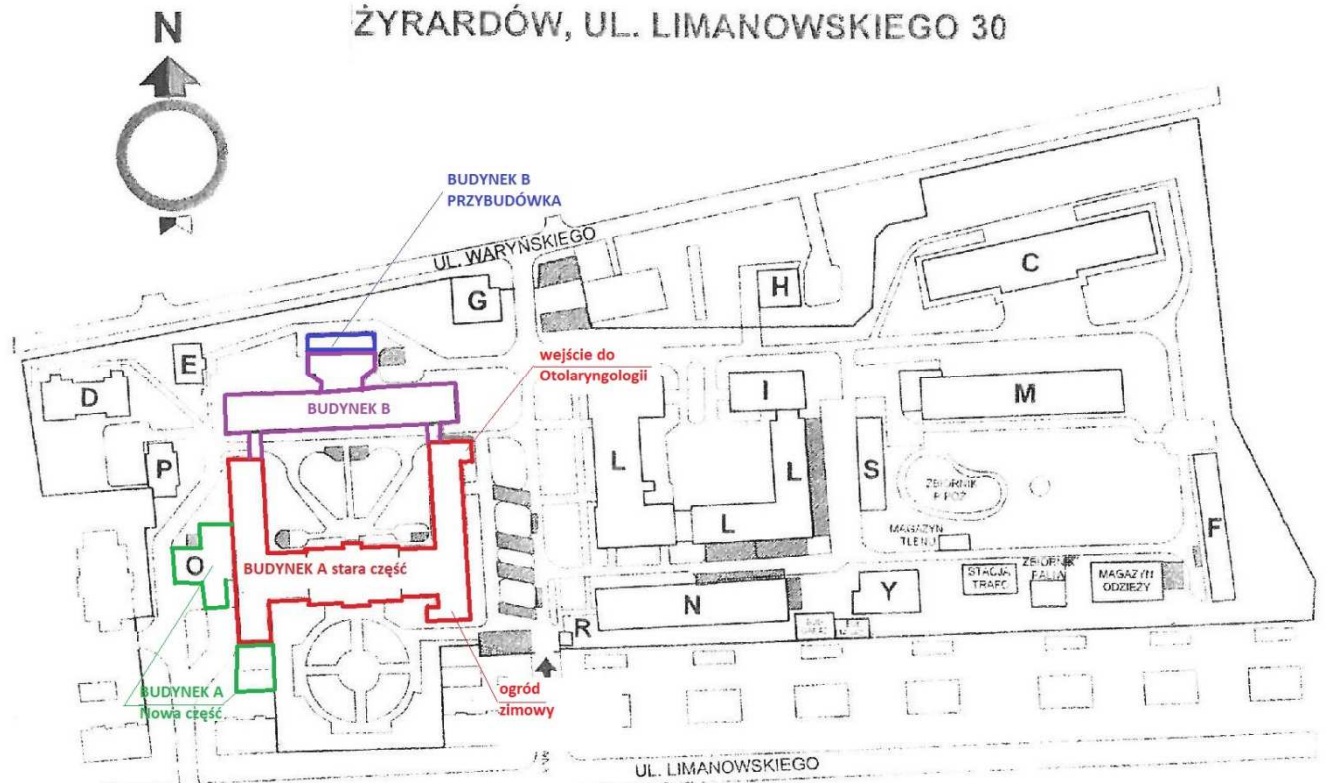 ŻYRARDÓW, UL. LIMANOWSKIEGO 30
N
BUDYNEK B
PRZYBUDÓWKA
UL. WARYŃSKIEGO
G
H
C
E
D
wejście do
Otolaryngologii
BUDYNEK B
I
M
P
L
L
S
ZBIORNIK
P.POŻ
L
MAGAZYN
TLENU
F
O
BUDYNEK A stara część
STACJA
TRAFO
ZBIORNIK
PALIW
MAGAZYN
ODZIEŻY
N
Y
R
BUDYNEK A
Nowa część
ogród
zimowy
UL. LIMANOWSKIEGO